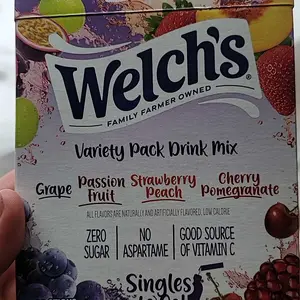 Welch's®
FAMILY FARMER OWNED
Variety Pack Drink Mix
Grape Passion Fruit Strawberry Peach Cherry Pomegranate
ALL FLAVORS ARE NATURALLY AND ARTIFICIALLY FLAVORED. LOW CALORIE
ZERO SUGAR NO ASPARTAME GOOD SOURCE OF VITAMIN C
Singles